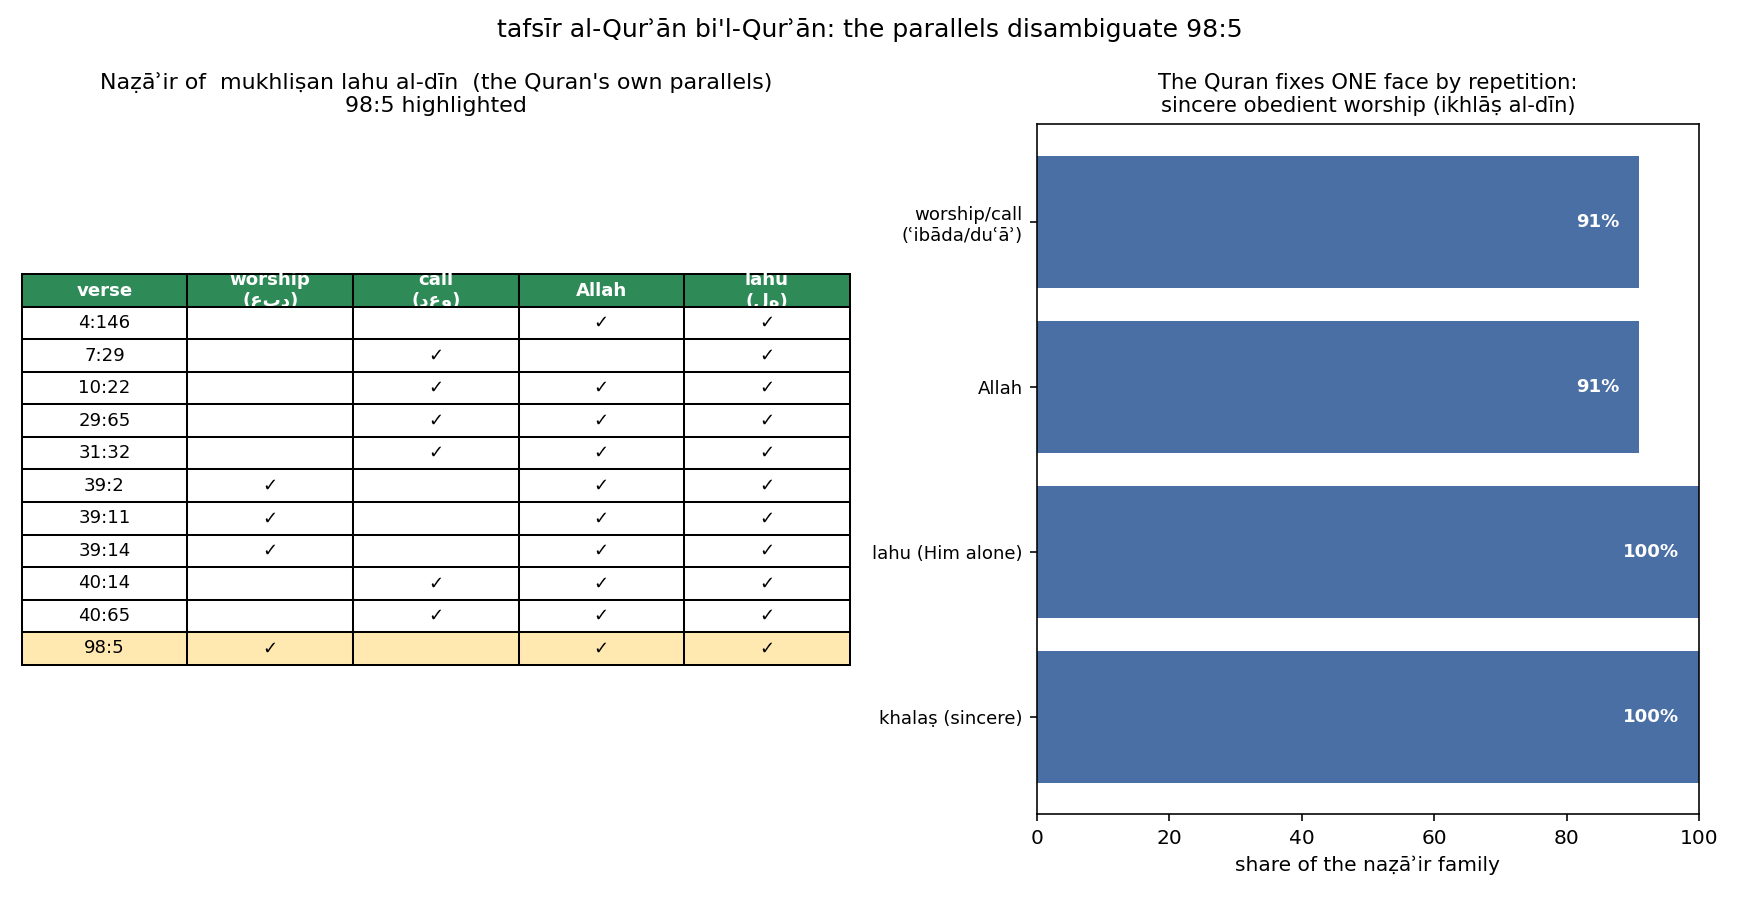 tafsīr al-Qurʾān bi'l-Qurʾān: the parallels disambiguate 98:5
Naẓāʾir of  mukhliṣan lahu al-dīn  (the Quran's own parallels)
98:5 highlighted
verse worship call Allah lahu
(دبع) (وعد) (ول)
4:146 ✓ ✓
7:29 ✓ ✓
10:22 ✓ ✓ ✓
29:65 ✓ ✓ ✓
31:32 ✓ ✓ ✓
39:2 ✓ ✓ ✓
39:11 ✓ ✓ ✓
39:14 ✓ ✓ ✓
40:14 ✓ ✓ ✓
40:65 ✓ ✓ ✓
98:5 ✓ ✓ ✓
The Quran fixes ONE face by repetition:
sincere obedient worship (ikhlāṣ al-dīn)
worship/call
(ʿibāda/duʿāʾ)
91%
Allah
91%
lahu (Him alone)
100%
khalaṣ (sincere)
100%
0 20 40 60 80 100
share of the naẓāʾir family